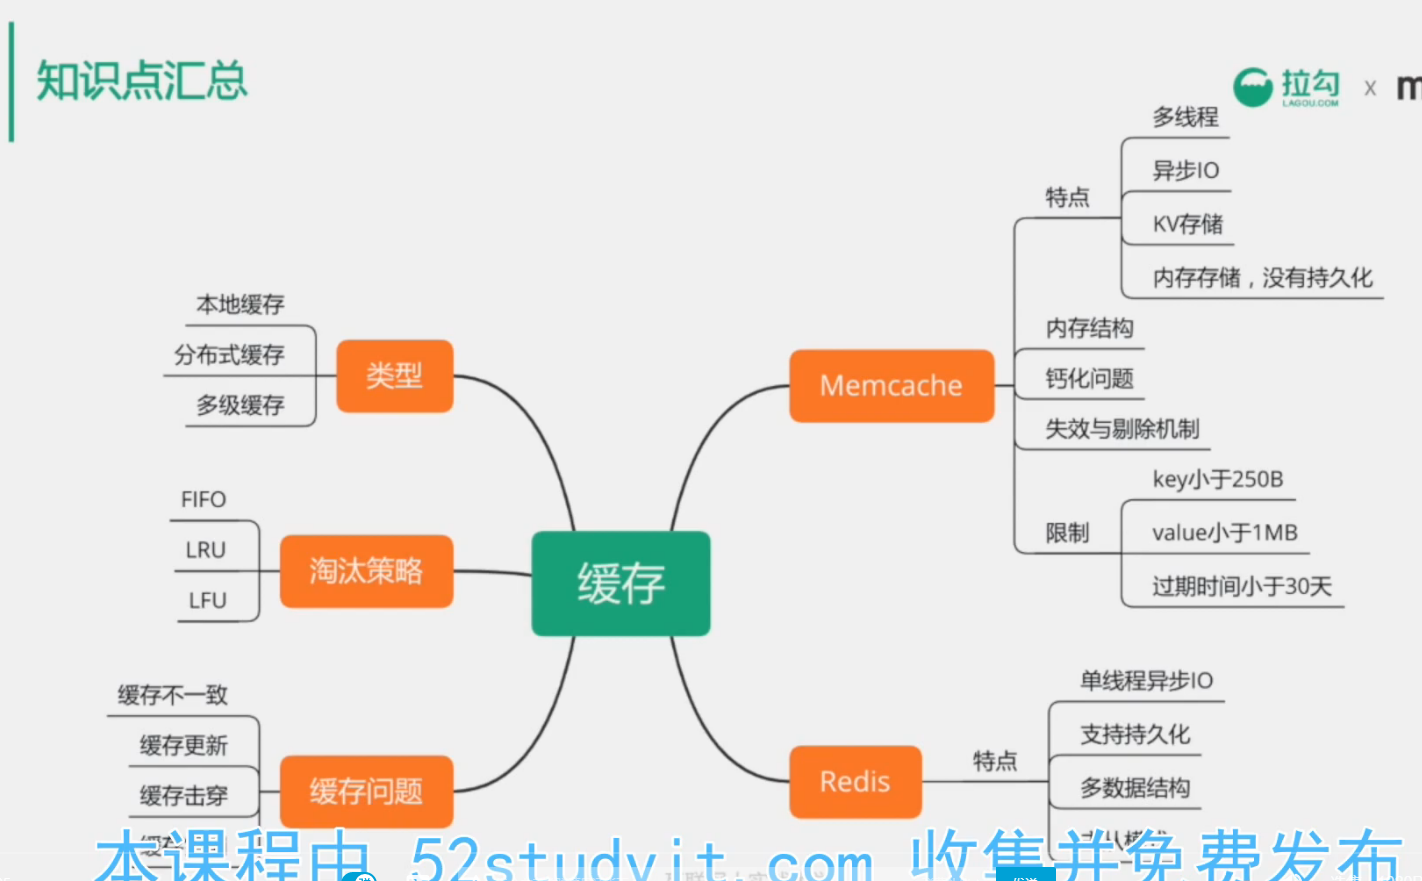 知识点汇总
拉勾
LAGOU.COM
x
本地缓存
分布式缓存
多级缓存
类型
FIFO
LRU
LFU
淘汰策略
缓存不一致
缓存更新
缓存击穿
缓存问题
缓存
Memcache
特点
多线程
异步IO
KV存储
内存存储，没有持久化
内存结构
钙化问题
失效与剔除机制
限制
key小于250B
value小于1MB
过期时间小于30天
Redis
特点
单线程异步IO
支持持久化
多数据结构
本课程由 52studyit.com 收集并免费发布